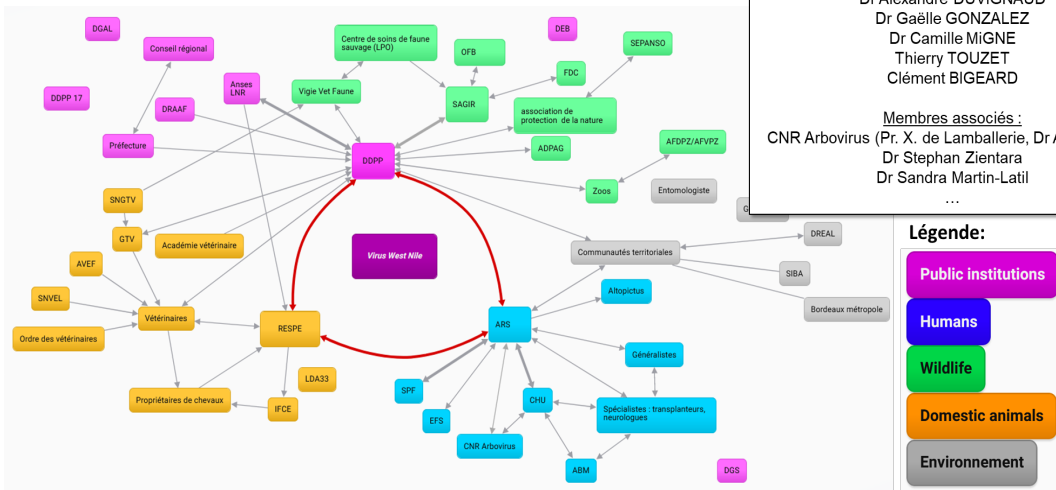 Dr Alexandre DUVIGNAUD
Dr Gaëlle GONZALEZ
Dr Camille MiGNE
Thierry TOUZET
Clément BIGEARD
Membres associés :
CNR Arbovirus (Pr. X. de Lamballerie, Dr
Dr Stephan Zientara
Dr Sandra Martin-Latil
...
DGAL
Conseil régional
DDPP 17
DRAAF
Anses
LNR
Préfecture
Centre de soins de faune
sauvage (LPO)
Vigie Vet Faune
OFB
DEB
SEPANSO
FDC
SAGIR
association de
protection de la nature
ADPAG
AFDPZ/AFVPZ
DDPP
Zoos
Entomologiste
SNGTV
GTV
Académie vétérinaire
AVEF
SNVEL
Ordre des vétérinaires
Vétérinaires
RESPE
LDA33
Propriétaires de chevaux
IFCE
Virus West Nile
Communautés territoriales
DREAL
SIBA
Bordeaux métropole
Altopictus
ARS
Généralistes
SPF
EFS
CHU
Spécialistes : transplanteurs,
neurologues
CNR Arbovirus
ABM
DGS
Légende:
Public institutions
Humans
Wildlife
Domestic animals
Environnement